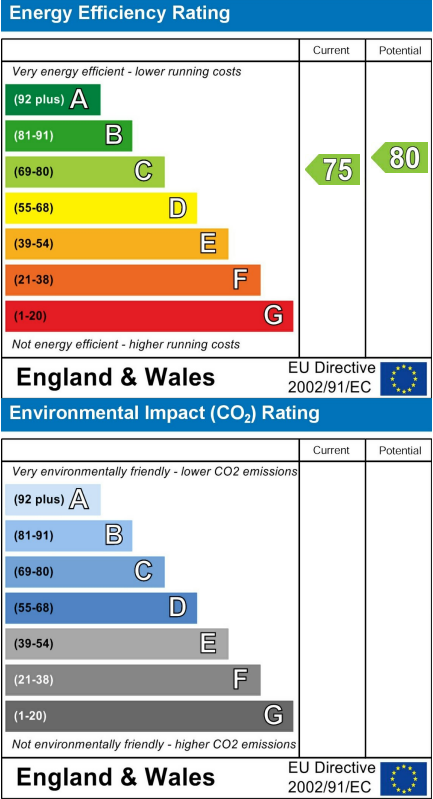 Energy Efficiency Rating
Current Potential
Very energy efficient - lower running costs
(92 plus) A
(81-91) B
(69-80) C
75 80
(55-68) D
(39-54) E
(21-38) F
(1-20) G
Not energy efficient - higher running costs
England & Wales
EU Directive
2002/91/EC
Environmental Impact (CO₂) Rating
Current Potential
Very environmentally friendly - lower CO2 emissions
(92 plus) A
(81-91) B
(69-80) C
(55-68) D
(39-54) E
(21-38) F
(1-20) G
Not environmentally friendly - higher CO2 emissions
England & Wales
EU Directive
2002/91/EC